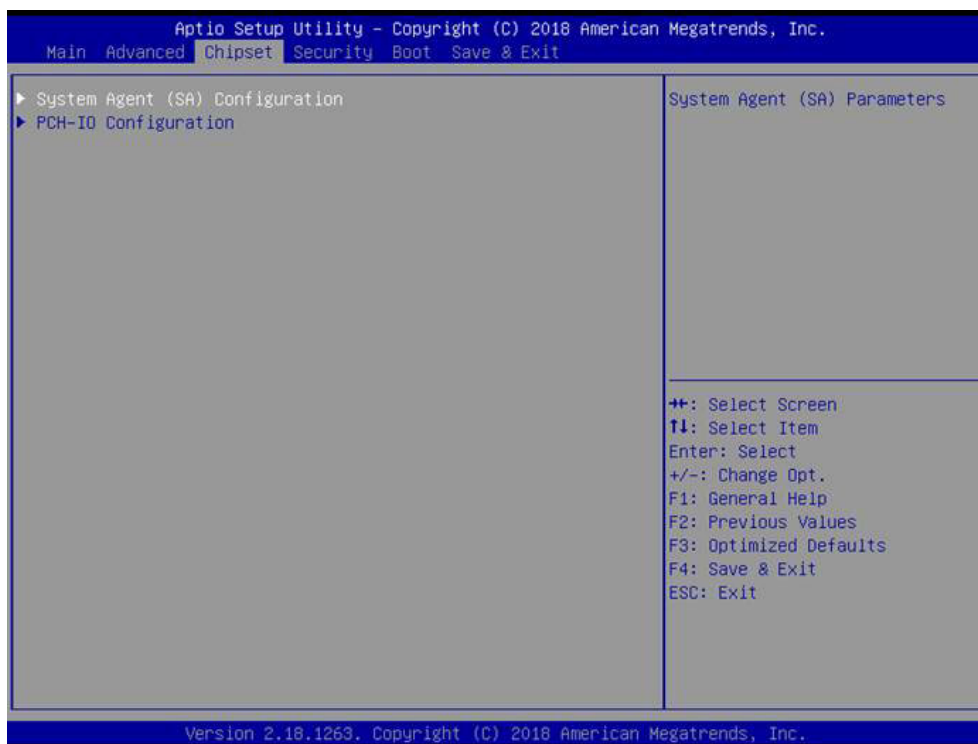 Aptio Setup Utility – Copyright (C) 2018 American Megatrends, Inc.
Main Advanced Chipset Security Boot Save & Exit
▶ System Agent (SA) Configuration
▶ PCH-IO Configuration
System Agent (SA) Parameters
→←: Select Screen
↑↓: Select Item
Enter: Select
+/-: Change Opt.
F1: General Help
F2: Previous Values
F3: Optimized Defaults
F4: Save & Exit
ESC: Exit
Version 2.18.1263. Copyright (C) 2018 American Megatrends, Inc.